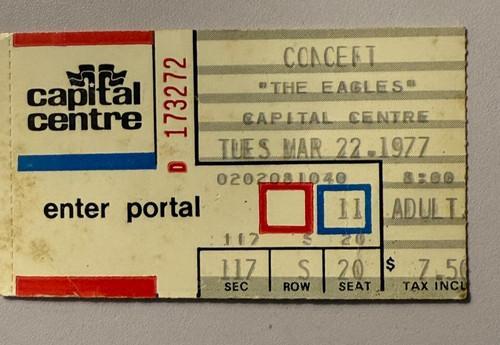 capital
centre
D 173272
CONCERT
"THE EAGLES"
CAPITAL CENTRE
TUES MAR 22.1977
0202081040 8:00
enter portal 11 ADULT
117 S 20
117 S 20 $ 7.50
SEC ROW SEAT TAX INCL